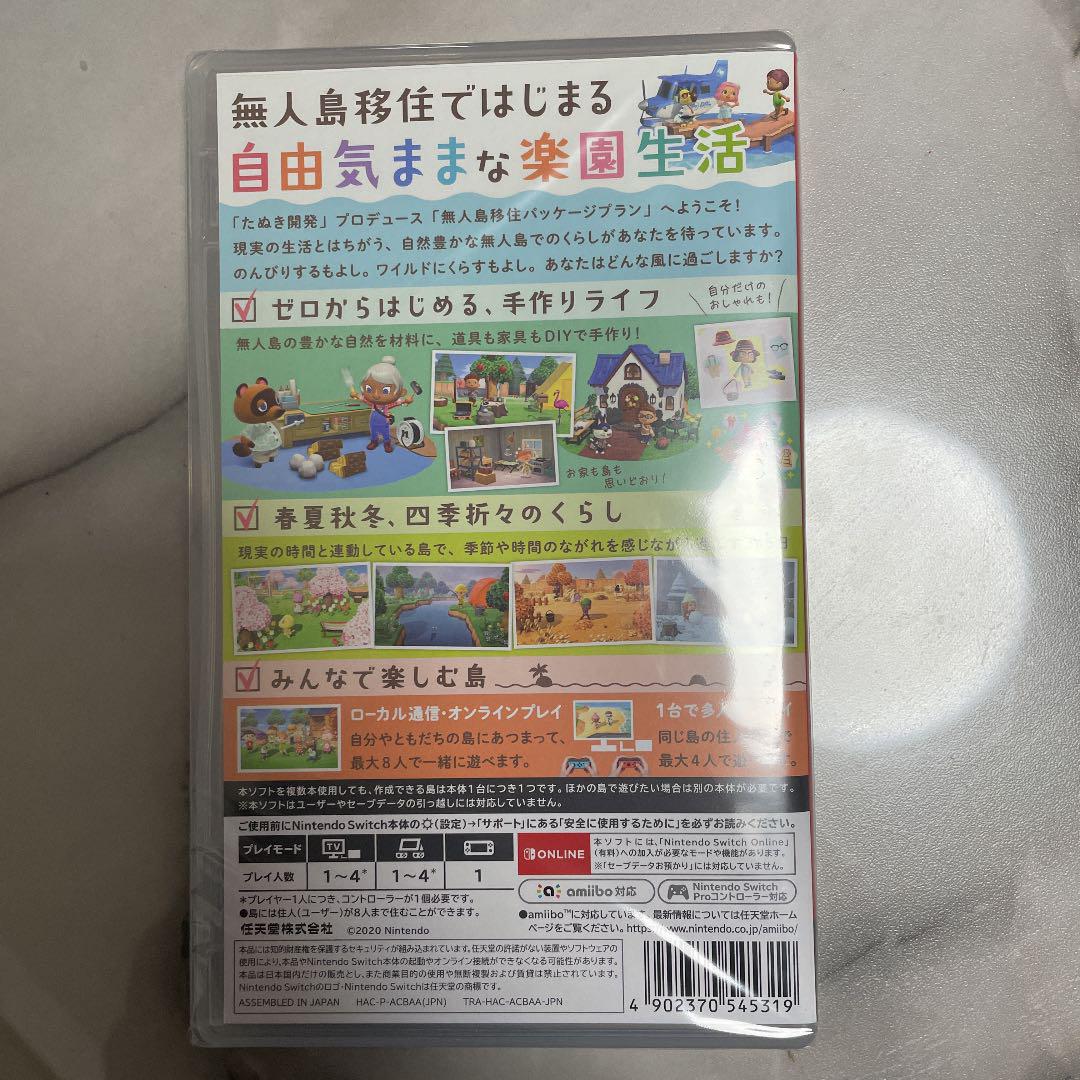 無人島移住ではじまる
自由気ままな楽園生活
「たぬき開発」プロデュース「無人島移住パッケージプラン」へようこそ!
現実の生活とはちがう、自然豊かな無人島でのくらしがあなたを待っています。
のんびりするもよし。ワイルドにくらすもよし。あなたはどんな風に過ごしますか?
ゼロからはじめる、手作りライフ
自分だけの
おしゃれも!
無人島の豊かな自然を材料に、道具も家具もDIYで手作り!
お家も島も
思いどおり!
春夏秋冬、四季折々のくらし
現実の時間と連動している島で、季節や時間のながれを感じなが
みんなで楽しむ島
ローカル通信・オンラインプレイ
自分やともだちの島にあつまって、
最大8人で一緒に遊べます。
1台で多人
同じ島の住
最大4人で遊
ます。
本ソフトを複数本使用しても、作成できる島は本体1台につき1つです。ほかの島で遊びたい場合は別の本体が必要です。
※本ソフトはユーザーやセーブデータの引っ越しには対応していません。
ご使用前にNintendo Switch本体の(設定)→「サポート」にある「安全に使用するために」を必ずお読みください。
プレイモード TV
プレイ人数 1~4* 1~4* 1
*プレイヤー1人につき、コントローラーが1個必要です。
●島には住人(ユーザー)が8人まで住むことができます。
任天堂株式会社 ©2020 Nintendo
ONLINE
本ソフトには、「Nintendo Switch Online」
(有料)への加入が必要なモードや機能があります。
※「セーブデータお預かり」には対応していません。
amiibo 対応
Nintendo Switch
Proコントローラー対応
●amiibo™に対応しています。最新情報については任天堂ホーム
ページをご覧ください。https://www.nintendo.co.jp/amiibo/
本品には知的財産権を保護するセキュリティが組み込まれています。任天堂の許諾がない装置やソフトウェアの
使用により、本品やNintendo Switch本体の起動やオンライン接続ができなくなる可能性があります。
本品は日本国内だけの販売とし、また商業目的の使用や無断複製および賃貸は禁止されています。
Nintendo Switchのロゴ・Nintendo Switchは任天堂の商標です。
ASSEMBLED IN JAPAN HAC-P-ACBAA(JPN) TRA-HAC-ACBAA-JPN
4 902370 545319